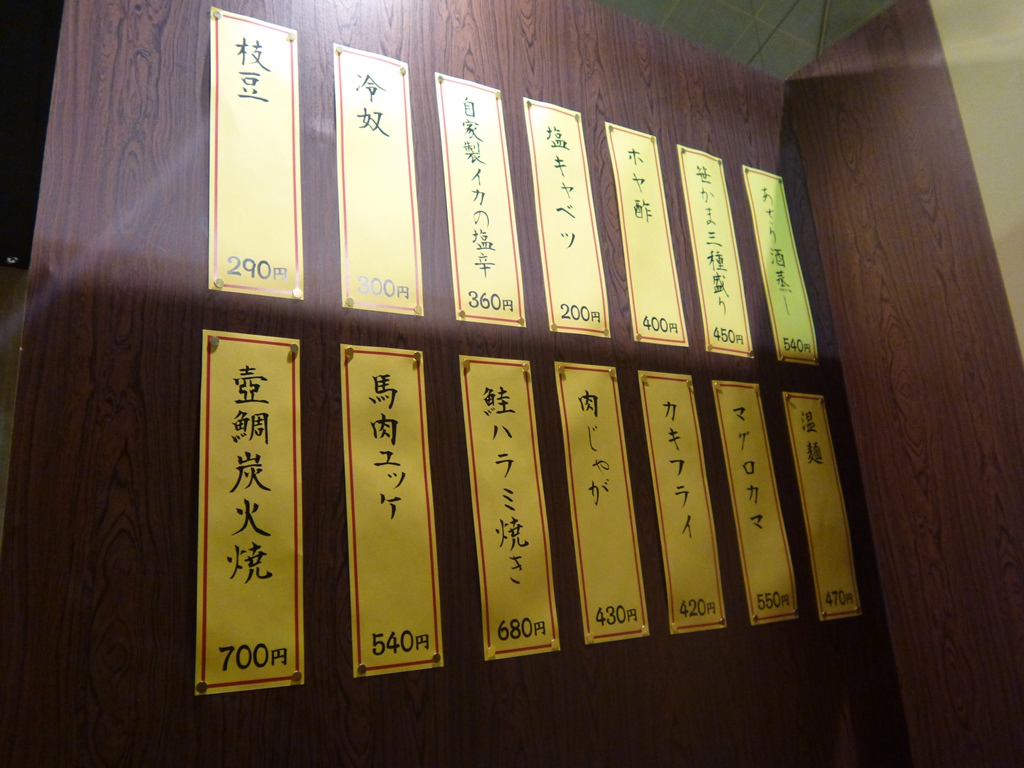 枝豆
290円
冷奴
300円
自家製イカの塩辛
360円
塩キャベツ
200円
ホヤ酢
400円
笹かま三種盛り
450円
あさり酒蒸し
540円
壺鯛炭火焼
700円
馬肉ユッケ
540円
鮭ハラミ焼き
680円
肉じゃが
430円
カキフライ
420円
マグロカマ
550円
温麺
470円